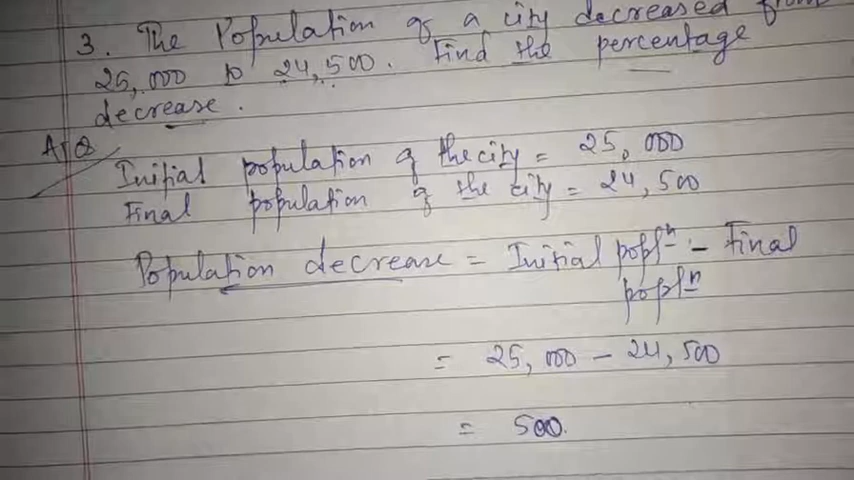 3. The Population of a city decreased from
25,000 to 24,500. Find the percentage
decrease.
Initial population of the city = 25,000
Final population of the city = 24,500
Population decrease = Initial popl^n - Final
popl^n
= 25,000 - 24,500
= 500.